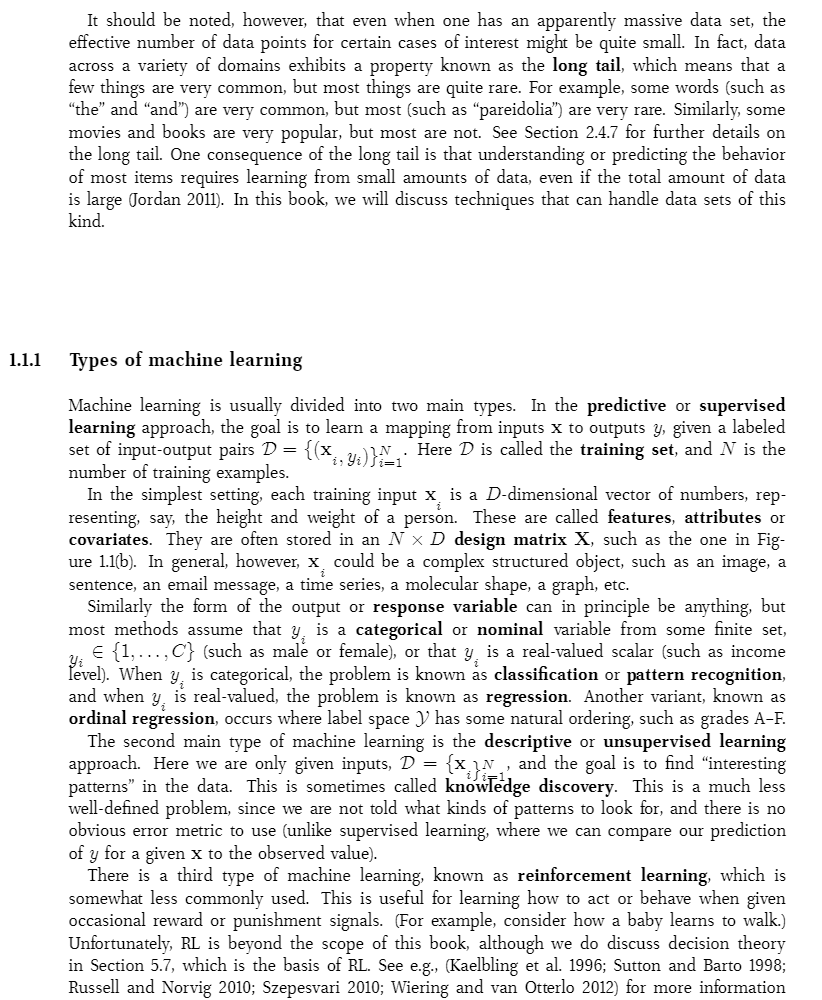 It should be noted, however, that even when one has an apparently massive data set, the
effective number of data points for certain cases of interest might be quite small. In fact, data
across a variety of domains exhibits a property known as the long tail, which means that a
few things are very common, but most things are quite rare. For example, some words (such as
“the” and “and”) are very common, but most (such as “pareidolia”) are very rare. Similarly, some
movies and books are very popular, but most are not. See Section 2.4.7 for further details on
the long tail. One consequence of the long tail is that understanding or predicting the behavior
of most items requires learning from small amounts of data, even if the total amount of data
is large (Jordan 2011). In this book, we will discuss techniques that can handle data sets of this
kind.
1.1.1 Types of machine learning
Machine learning is usually divided into two main types. In the predictive or supervised
learning approach, the goal is to learn a mapping from inputs x to outputs y, given a labeled
set of input-output pairs D = {(x_i, y_i)}_{i=1}^N. Here D is called the training set, and N is the
number of training examples.
In the simplest setting, each training input x_i is a D-dimensional vector of numbers, rep-
resenting, say, the height and weight of a person. These are called features, attributes or
covariates. They are often stored in an N × D design matrix X, such as the one in Fig-
ure 1.1(b). In general, however, x_i could be a complex structured object, such as an image, a
sentence, an email message, a time series, a molecular shape, a graph, etc.
Similarly the form of the output or response variable can in principle be anything, but
most methods assume that y_i is a categorical or nominal variable from some finite set,
y_i ∈ {1, . . . , C} (such as male or female), or that y_i is a real-valued scalar (such as income
level). When y_i is categorical, the problem is known as classification or pattern recognition,
and when y_i is real-valued, the problem is known as regression. Another variant, known as
ordinal regression, occurs where label space Y has some natural ordering, such as grades A–F.
The second main type of machine learning is the descriptive or unsupervised learning
approach. Here we are only given inputs, D = {x_i}_{i=1}^N, and the goal is to find “interesting
patterns” in the data. This is sometimes called knowledge discovery. This is a much less
well-defined problem, since we are not told what kinds of patterns to look for, and there is no
obvious error metric to use (unlike supervised learning, where we can compare our prediction
of y for a given x to the observed value).
There is a third type of machine learning, known as reinforcement learning, which is
somewhat less commonly used. This is useful for learning how to act or behave when given
occasional reward or punishment signals. (For example, consider how a baby learns to walk.)
Unfortunately, RL is beyond the scope of this book, although we do discuss decision theory
in Section 5.7, which is the basis of RL. See e.g., (Kaelbling et al. 1996; Sutton and Barto 1998;
Russell and Norvig 2010; Szepesvari 2010; Wiering and van Otterlo 2012) for more information